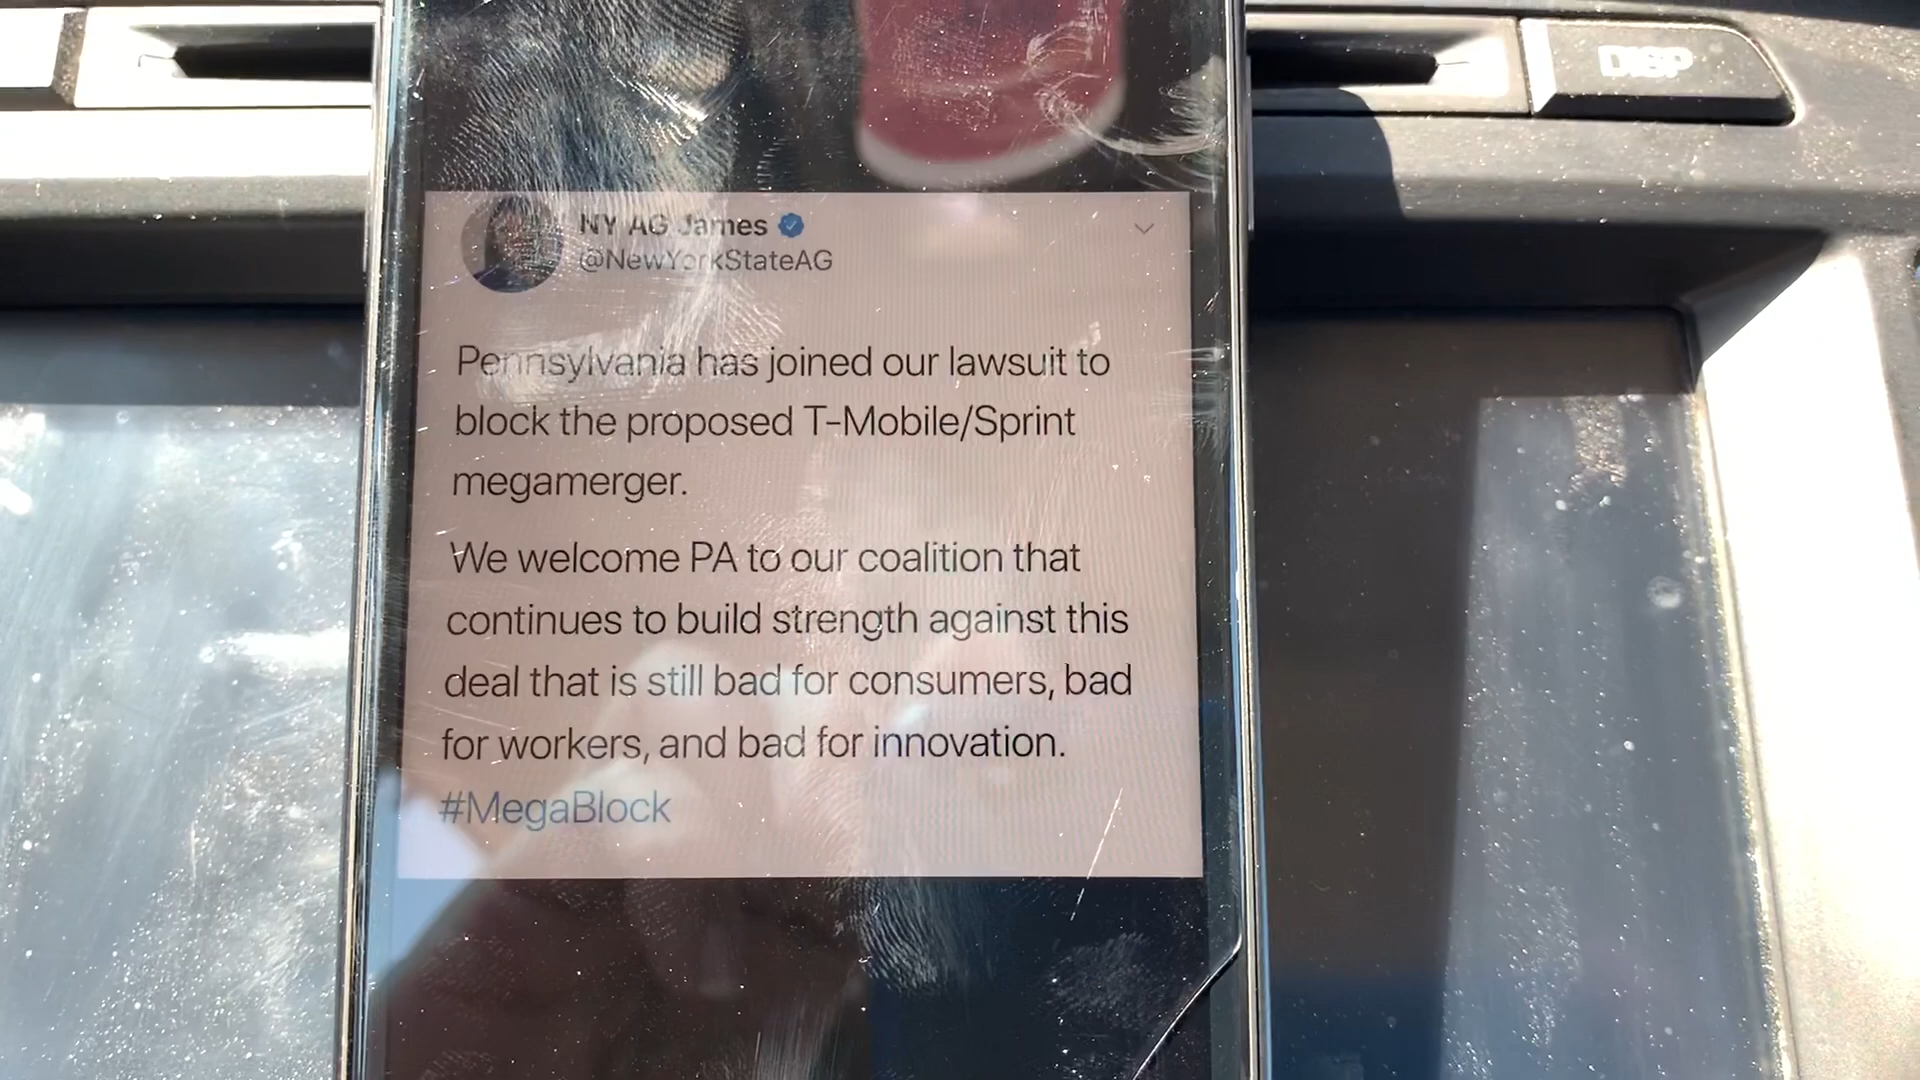 DISP
NY AG James
@NewYorkStateAG
Pennsylvania has joined our lawsuit to
block the proposed T-Mobile/Sprint
megamerger.
We welcome PA to our coalition that
continues to build strength against this
deal that is still bad for consumers, bad
for workers, and bad for innovation.
#MegaBlock